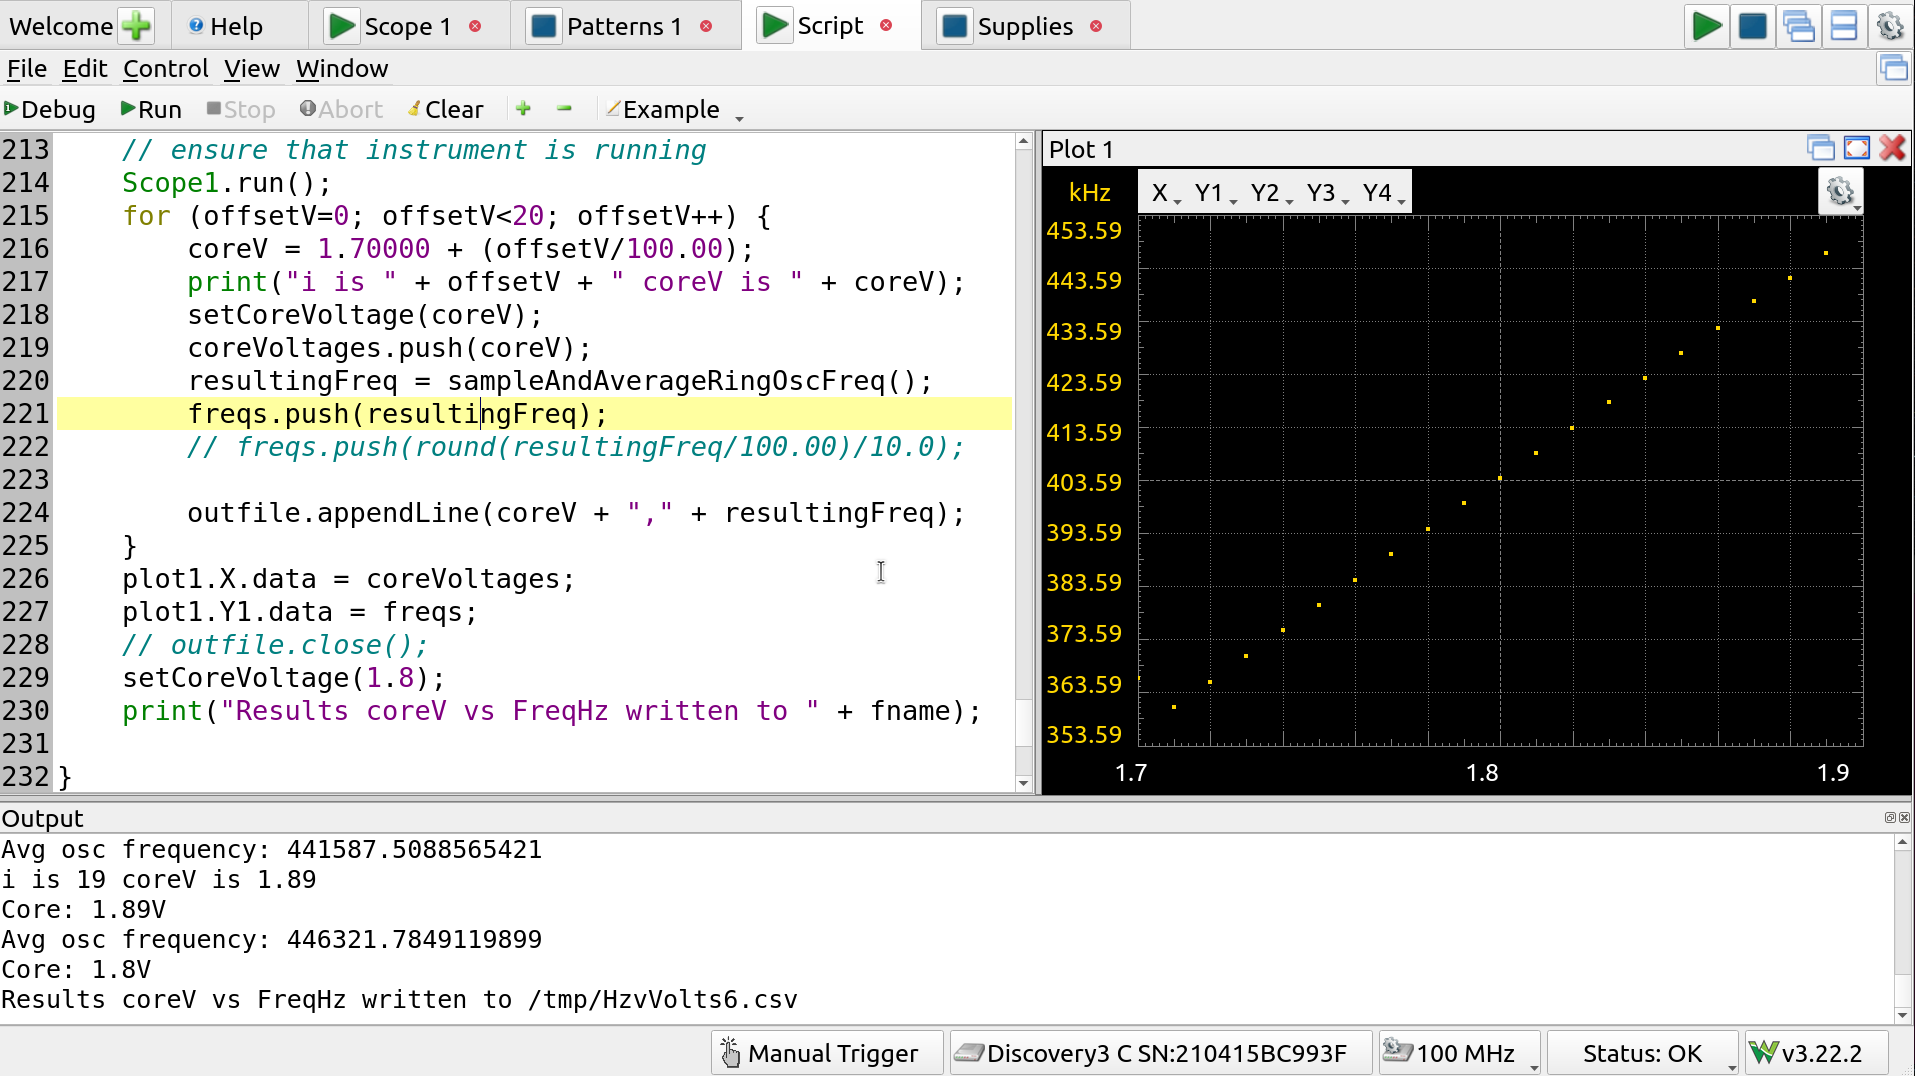 Welcome Help Scope 1 Patterns 1 Script Supplies
File Edit Control View Window
Debug Run Stop Abort Clear Example
213 // ensure that instrument is running
214 Scope1.run();
215 for (offsetV=0; offsetV<20; offsetV++) {
216 coreV = 1.70000 + (offsetV/100.00);
217 print("i is " + offsetV + " coreV is " + coreV);
218 setCoreVoltage(coreV);
219 coreVoltages.push(coreV);
220 resultingFreq = sampleAndAverageRingOscFreq();
221 freqs.push(resultingFreq);
222 // freqs.push(round(resultingFreq/100.00)/10.0);
223
224 outfile.appendLine(coreV + "," + resultingFreq);
225 }
226 plot1.X.data = coreVoltages;
227 plot1.Y1.data = freqs;
228 // outfile.close();
229 setCoreVoltage(1.8);
230 print("Results coreV vs FreqHz written to " + fname);
231
232 }
Plot 1
kHz X Y1 Y2 Y3 Y4
453.59
443.59
433.59
423.59
413.59
403.59
393.59
383.59
373.59
363.59
353.59
1.7 1.8 1.9
Output
Avg osc frequency: 441587.5088565421
i is 19 coreV is 1.89
Core: 1.89V
Avg osc frequency: 446321.7849119899
Core: 1.8V
Results coreV vs FreqHz written to /tmp/HzvVolts6.csv
Manual Trigger Discovery3 C SN:210415BC993F 100 MHz Status: OK v3.22.2